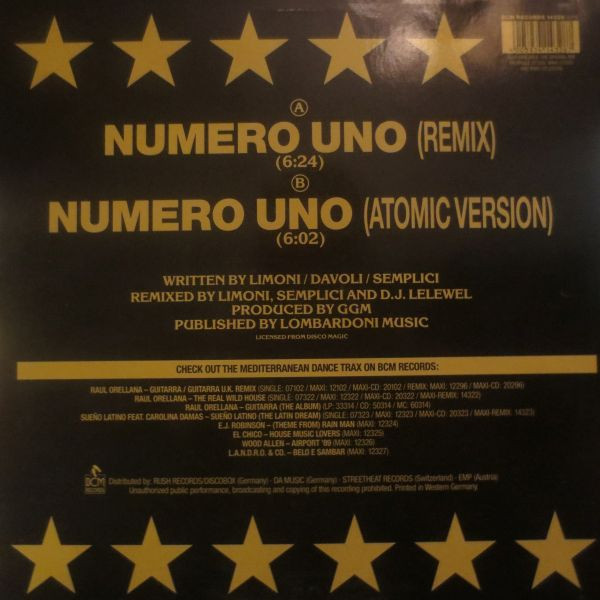 BCM RECORDS 14329
A
NUMERO UNO (REMIX)
(6:24)
B
NUMERO UNO (ATOMIC VERSION)
(6:02)
WRITTEN BY LIMONI / DAVOLI / SEMPLICI
REMIXED BY LIMONI, SEMPLICI AND D.J. LELEWEL
PRODUCED BY GGM
PUBLISHED BY LOMBARDONI MUSIC
LICENSED FROM DISCO MAGIC
CHECK OUT THE MEDITERRANEAN DANCE TRAX ON BCM RECORDS:
RAUL ORELLANA – GUITARRA / GUITARRA U.K. REMIX (SINGLE: 07102 / MAXI: 12102 / MAXI-CD: 20102 / REMIX: MAXI: 12296 / MAXI-CD: 20296)
RAUL ORELLANA – THE REAL WILD HOUSE (SINGLE: 07322 / MAXI: 12322 / MAXI-CD: 20322 / MAXI-REMIX: 14322)
RAUL ORELLANA – GUITARRA (THE ALBUM) (LP: 33314 / CD: 50314 / MC: 60314)
SUEÑO LATINO FEAT. CAROLINA DAMAS – SUEÑO LATINO (THE LATIN DREAM) (SINGLE: 07323 / MAXI: 12323 / MAXI-CD: 20323 / MAXI-REMIX: 14323)
E.J. ROBINSON – (THEME FROM) RAIN MAN (MAXI: 12324)
EL CHICO – HOUSE MUSIC LOVERS (MAXI: 12325)
WOOD ALLEN – AIRPORT '89 (MAXI: 12326)
L.A.N.D.R.O. & CO. – BELO E SAMBAR (MAXI: 12327)
BCM
RECORDS
Distributed by: RUSH RECORDS/DISCOBOX (Germany) · DA MUSIC (Germany) · STREETHEAT RECORDS (Switzerland) · EMP (Austria)
Unauthorized public performance, broadcasting and copying of this recording prohibited. Printed in Western Germany.